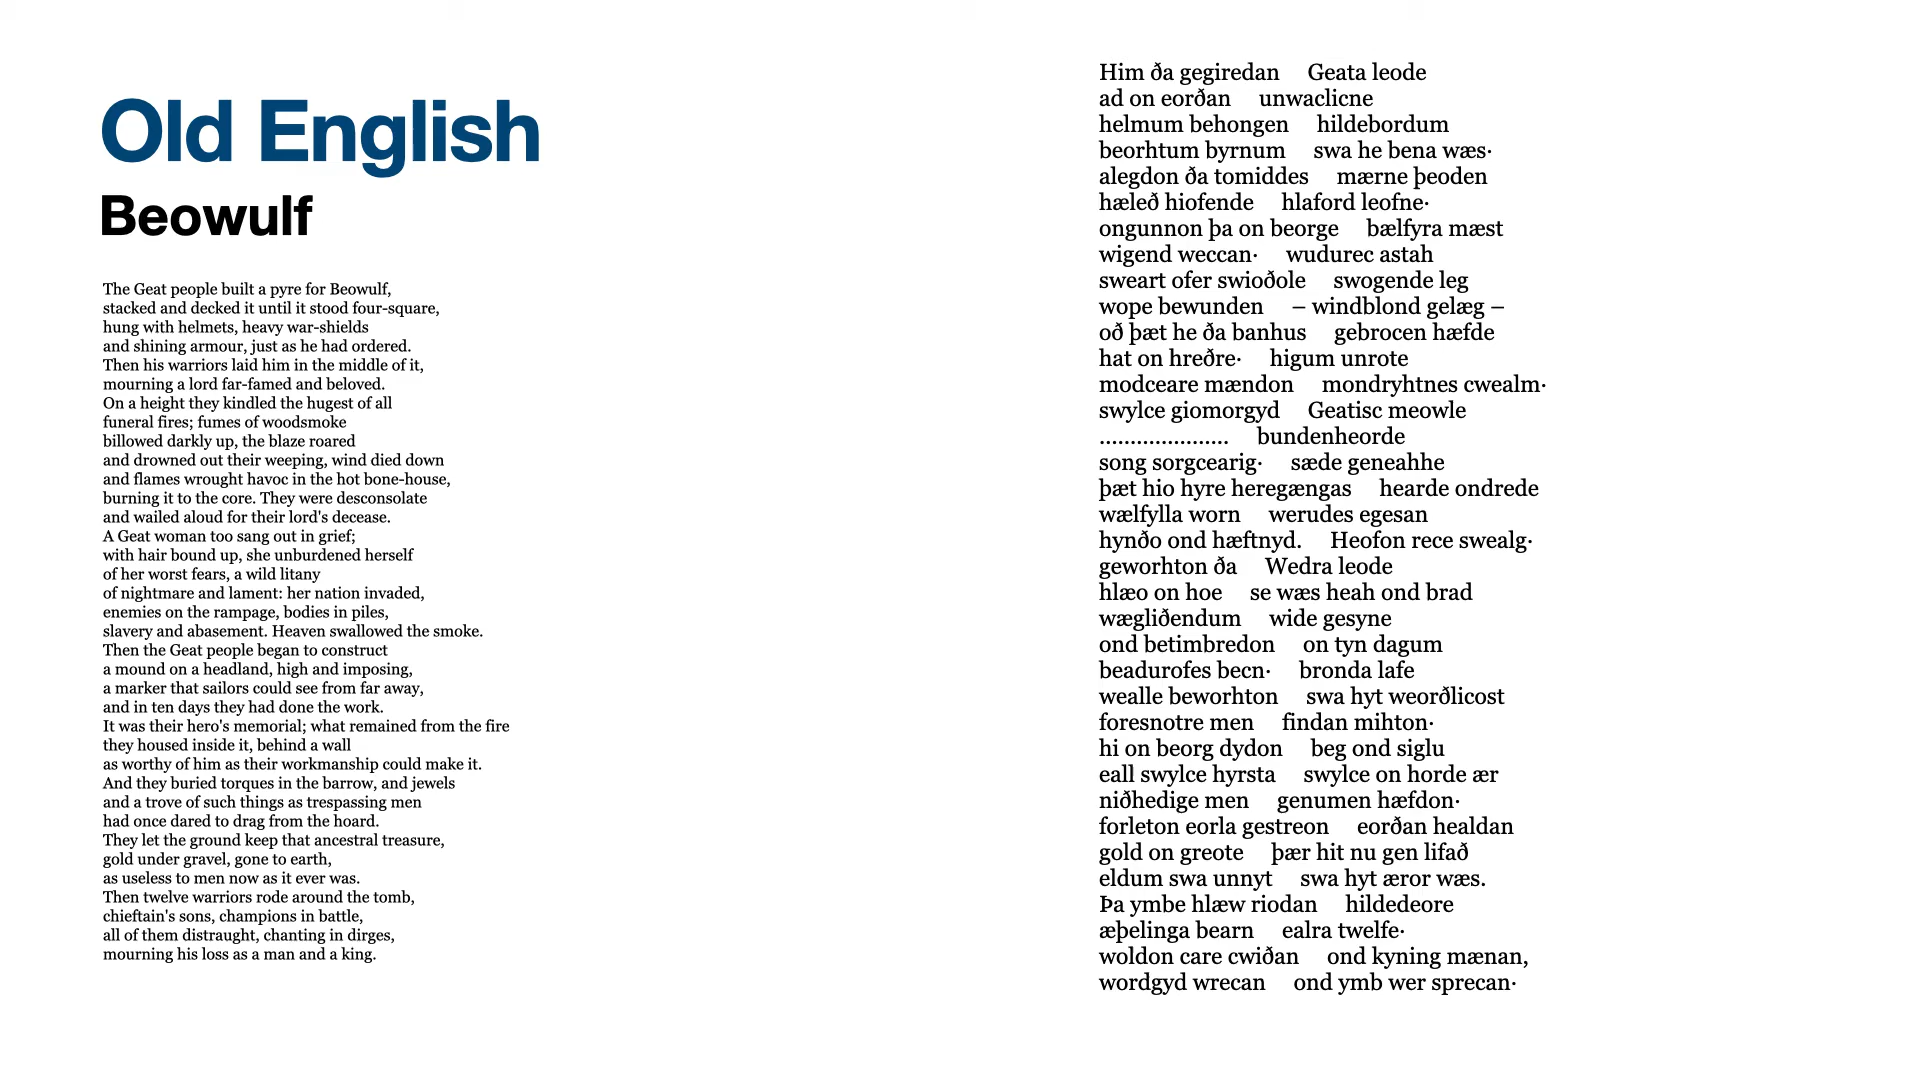 Old English
Beowulf
The Geat people built a pyre for Beowulf,
stacked and decked it until it stood four-square,
hung with helmets, heavy war-shields
and shining armour, just as he had ordered.
Then his warriors laid him in the middle of it,
mourning a lord far-famed and beloved.
On a height they kindled the hugest of all
funeral fires; fumes of woodsmoke
billowed darkly up, the blaze roared
and drowned out their weeping, wind died down
and flames wrought havoc in the hot bone-house,
burning it to the core. They were desconsolate
and wailed aloud for their lord's decease.
A Geat woman too sang out in grief;
with hair bound up, she unburdened herself
of her worst fears, a wild litany
of nightmare and lament: her nation invaded,
enemies on the rampage, bodies in piles,
slavery and abasement. Heaven swallowed the smoke.
Then the Geat people began to construct
a mound on a headland, high and imposing,
a marker that sailors could see from far away,
and in ten days they had done the work.
It was their hero's memorial; what remained from the fire
they housed inside it, behind a wall
as worthy of him as their workmanship could make it.
And they buried torques in the barrow, and jewels
and a trove of such things as trespassing men
had once dared to drag from the hoard.
They let the ground keep that ancestral treasure,
gold under gravel, gone to earth,
as useless to men now as it ever was.
Then twelve warriors rode around the tomb,
chieftain's sons, champions in battle,
all of them distraught, chanting in dirges,
mourning his loss as a man and a king.
Him ða gegiredan Geata leode
ad on eorðan unwaclicne
helmum behongen hildebordum
beorhtum byrnum swa he bena wæs·
alegdon ða tomiddes mærne þeoden
hæleð hiofende hlaford leofne·
ongunnon þa on beorge bælfyra mæst
wigend weccan· wudurec astah
sweart ofer swioðole swogende leg
wope bewunden – windblond gelæg –
oð þæt he ða banhus gebrocen hæfde
hat on hreðre· higum unrote
modceare mændon mondryhtnes cwealm·
swylce giomorgyd Geatisc meowle
..................... bundenheorde
song sorgcearig· sæde geneahhe
þæt hio hyre heregængas hearde ondrede
wælfylla worn werudes egesan
hynðo ond hæftnyd. Heofon rece swealg·
geworhton ða Wedra leode
hlæo on hoe se wæs heah ond brad
wægliðendum wide gesyne
ond betimbredon on tyn dagum
beadurofes becn· bronda lafe
wealle beworhton swa hyt weorðlicost
foresnotre men findan mihton·
hi on beorg dydon beg ond siglu
eall swylce hyrsta swylce on horde ær
niðhedige men genumen hæfdon·
forleton eorla gestreon eorðan healdan
gold on greote þær hit nu gen lifað
eldum swa unnyt swa hyt æror wæs.
Þa ymbe hlæw riodan hildedeore
æþelinga bearn ealra twelfe·
woldon care cwiðan ond kyning mænan,
wordgyd wrecan ond ymb wer sprecan·